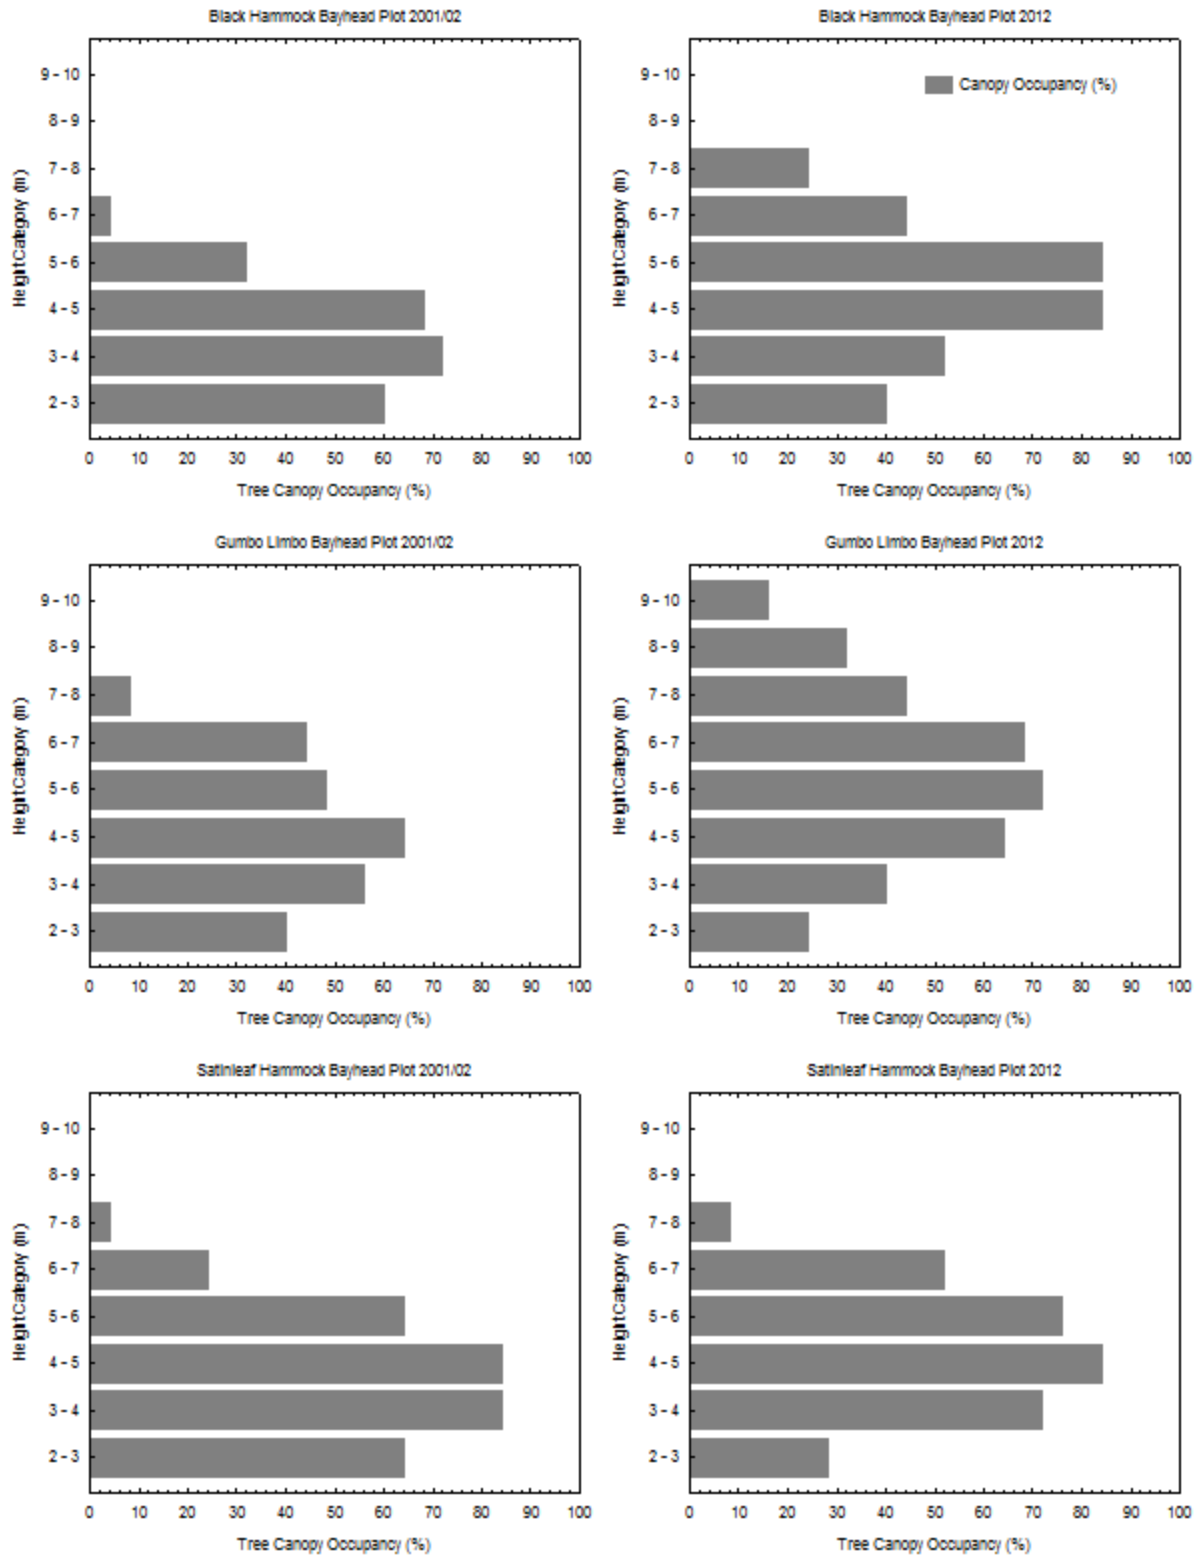 Black Hammock Bayhead Plot 2001/02
9 - 10
8 - 9
7 - 8
6 - 7
5 - 6
4 - 5
3 - 4
2 - 3
Height Category (m)
0 10 20 30 40 50 60 70 80 90 100
Tree Canopy Occupancy (%)
Black Hammock Bayhead Plot 2012
Canopy Occupancy (%)
9 - 10
8 - 9
7 - 8
6 - 7
5 - 6
4 - 5
3 - 4
2 - 3
Height Category (m)
0 10 20 30 40 50 60 70 80 90 100
Tree Canopy Occupancy (%)
Gumbo Limbo Bayhead Plot 2001/02
9 - 10
8 - 9
7 - 8
6 - 7
5 - 6
4 - 5
3 - 4
2 - 3
Height Category (m)
0 10 20 30 40 50 60 70 80 90 100
Tree Canopy Occupancy (%)
Gumbo Limbo Bayhead Plot 2012
9 - 10
8 - 9
7 - 8
6 - 7
5 - 6
4 - 5
3 - 4
2 - 3
Height Category (m)
0 10 20 30 40 50 60 70 80 90 100
Tree Canopy Occupancy (%)
Satinleaf Hammock Bayhead Plot 2001/02
9 - 10
8 - 9
7 - 8
6 - 7
5 - 6
4 - 5
3 - 4
2 - 3
Height Category (m)
0 10 20 30 40 50 60 70 80 90 100
Tree Canopy Occupancy (%)
Satinleaf Hammock Bayhead Plot 2012
9 - 10
8 - 9
7 - 8
6 - 7
5 - 6
4 - 5
3 - 4
2 - 3
Height Category (m)
0 10 20 30 40 50 60 70 80 90 100
Tree Canopy Occupancy (%)